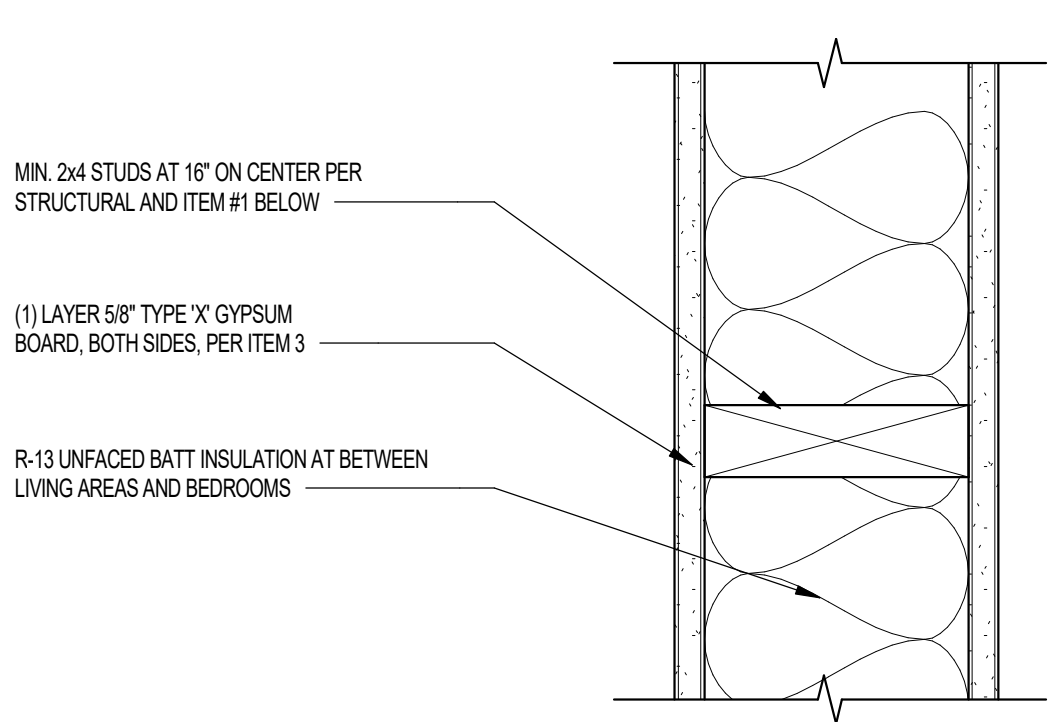 MIN. 2x4 STUDS AT 16" ON CENTER PER
STRUCTURAL AND ITEM #1 BELOW
(1) LAYER 5/8" TYPE 'X' GYPSUM
BOARD, BOTH SIDES, PER ITEM 3
R-13 UNFACED BATT INSULATION AT BETWEEN
LIVING AREAS AND BEDROOMS